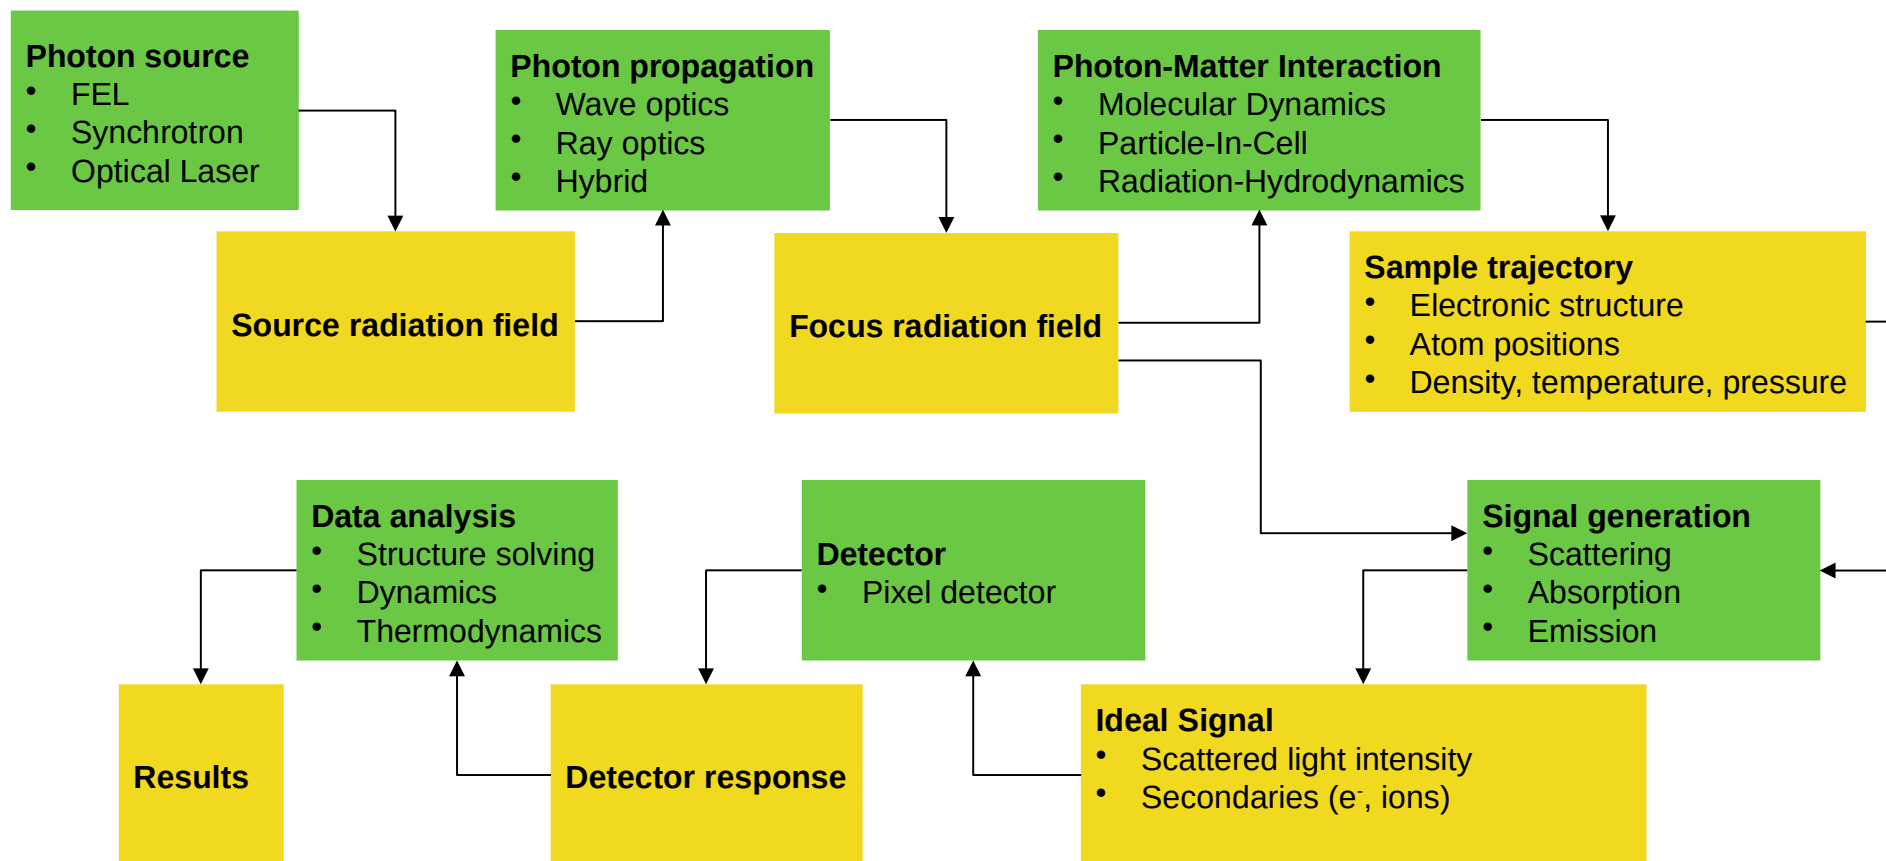 Photon source
• FEL
• Synchrotron
• Optical Laser
Photon propagation
• Wave optics
• Ray optics
• Hybrid
Photon-Matter Interaction
• Molecular Dynamics
• Particle-In-Cell
• Radiation-Hydrodynamics
Source radiation field
Focus radiation field
Sample trajectory
• Electronic structure
• Atom positions
• Density, temperature, pressure
Data analysis
• Structure solving
• Dynamics
• Thermodynamics
Detector
• Pixel detector
Signal generation
• Scattering
• Absorption
• Emission
Results
Detector response
Ideal Signal
• Scattered light intensity
• Secondaries (e⁻, ions)